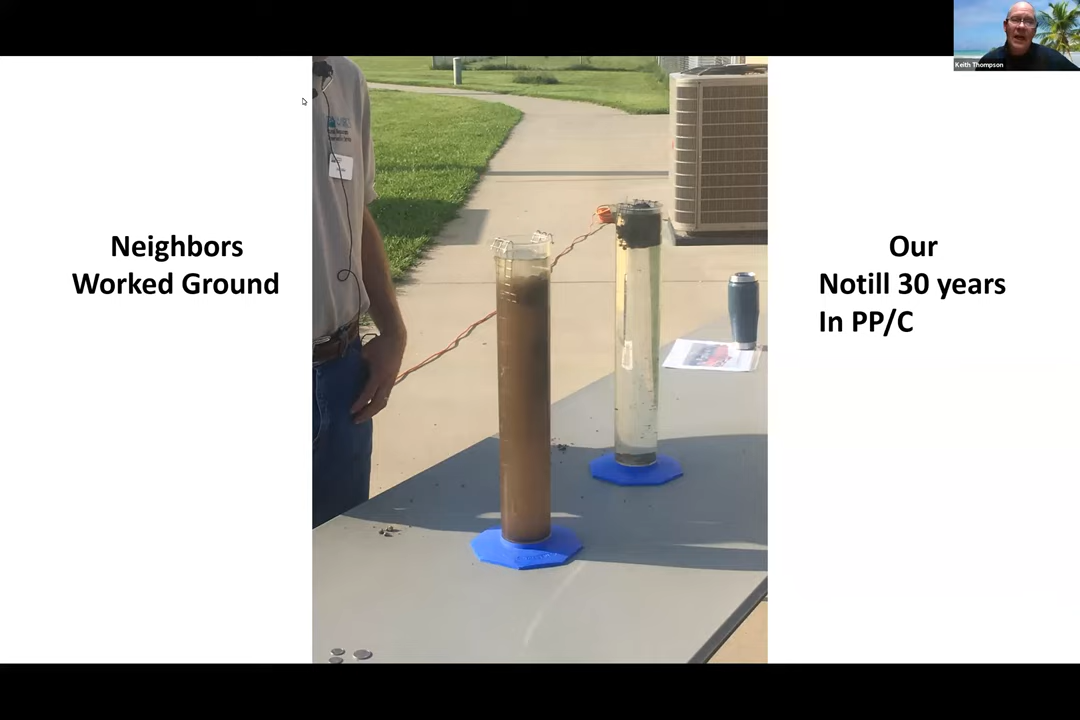 Keith Thompson
Neighbors
Worked Ground
Our
Notill 30 years
In PP/C